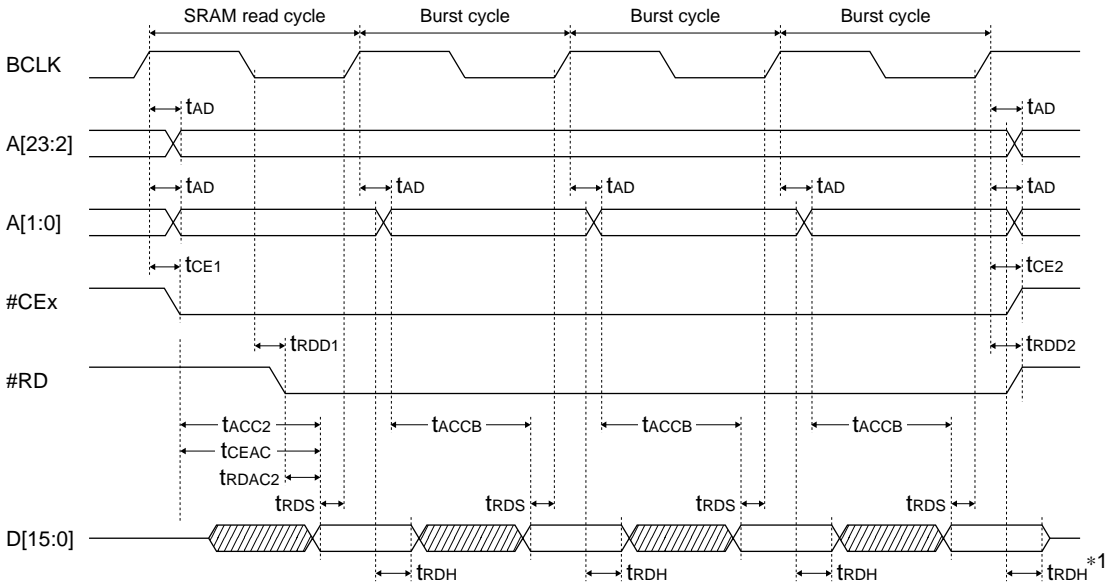 SRAM read cycle Burst cycle Burst cycle Burst cycle
BCLK
tAD tAD
A[23:2]
tAD tAD tAD tAD tAD
A[1:0]
tCE1 tCE2
#CEx
tRDD1 tRDD2
#RD
tACC2 tACCB tACCB tACCB
tCEAC
tRDAC2
tRDS tRDS tRDS tRDS
D[15:0]
tRDH tRDH tRDH tRDH*1